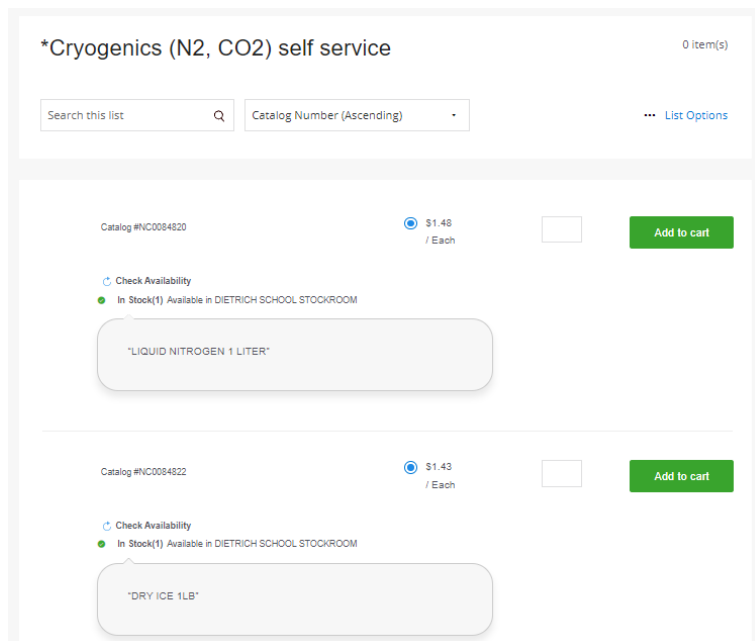 *Cryogenics (N2, CO2) self service
0 item(s)
Search this list
Catalog Number (Ascending)
••• List Options
Catalog #NC0084820
$1.48
/ Each
Add to cart
Check Availability
In Stock(1) Available in DIETRICH SCHOOL STOCKROOM
"LIQUID NITROGEN 1 LITER"
Catalog #NC0084822
$1.43
/ Each
Add to cart
Check Availability
In Stock(1) Available in DIETRICH SCHOOL STOCKROOM
"DRY ICE 1LB"